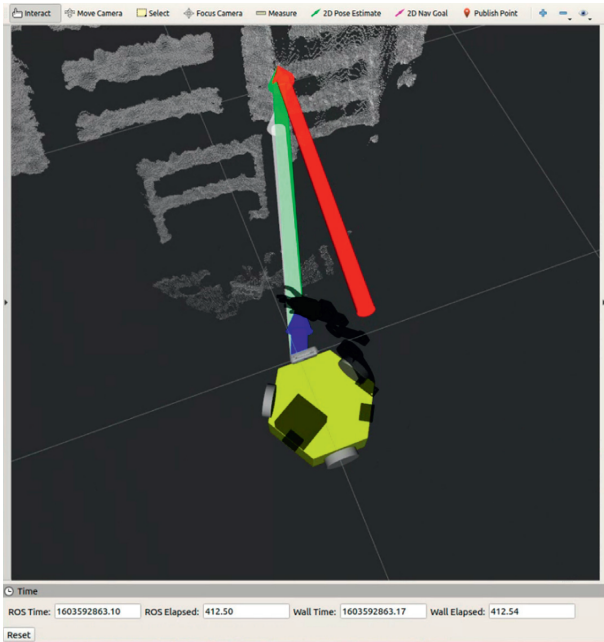 Interact Move Camera Select Focus Camera Measure 2D Pose Estimate 2D Nav Goal Publish Point
Time
ROS Time: 1603592863.10 ROS Elapsed: 412.50 Wall Time: 1603592863.17 Wall Elapsed: 412.54
Reset